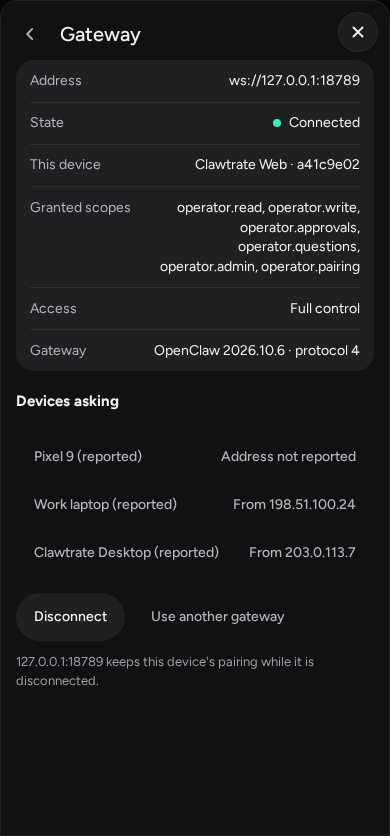 Gateway
Address ws://127.0.0.1:18789
State Connected
This device Clawtrate Web · a41c9e02
Granted scopes operator.read, operator.write,
operator.approvals,
operator.questions,
operator.admin, operator.pairing
Access Full control
Gateway OpenClaw 2026.10.6 · protocol 4
Devices asking
Pixel 9 (reported) Address not reported
Work laptop (reported) From 198.51.100.24
Clawtrate Desktop (reported) From 203.0.113.7
Disconnect Use another gateway
127.0.0.1:18789 keeps this device's pairing while it is
disconnected.